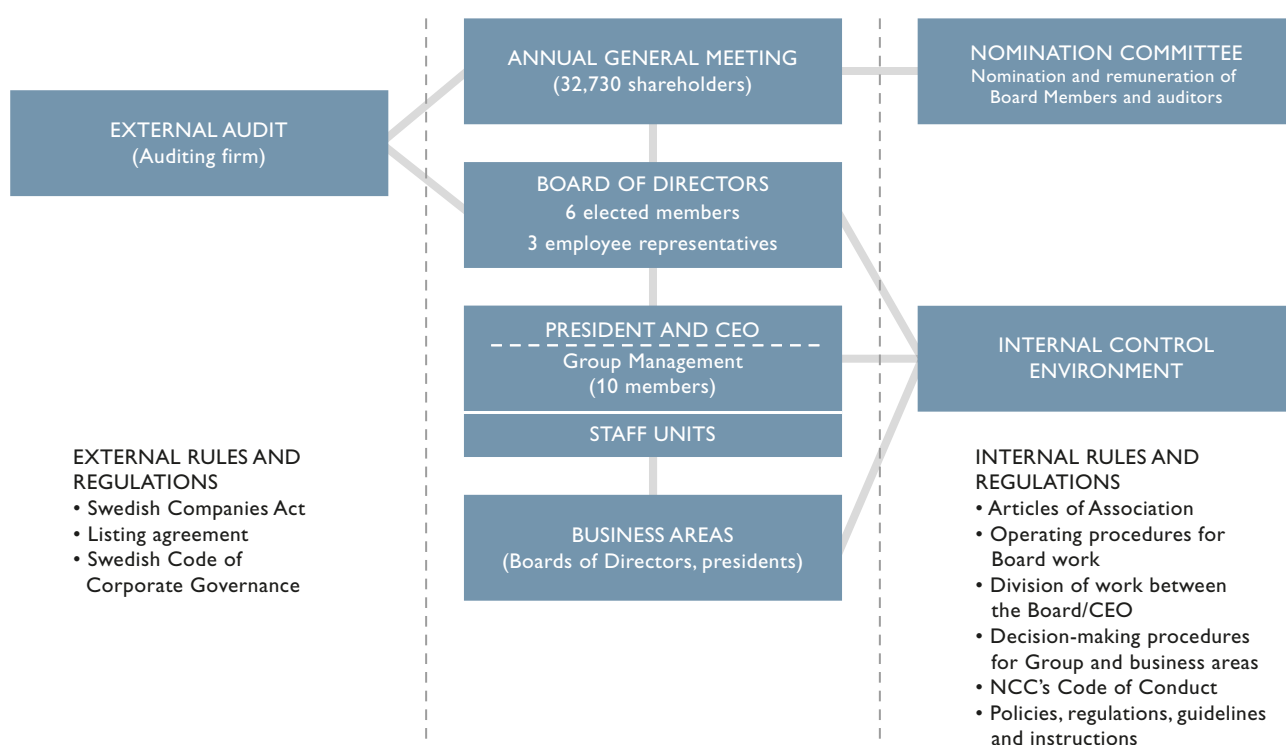 ANNUAL GENERAL MEETING
(32,730 shareholders)
NOMINATION COMMITTEE
Nomination and remuneration of
Board Members and auditors
EXTERNAL AUDIT
(Auditing firm)
BOARD OF DIRECTORS
6 elected members
3 employee representatives
PRESIDENT AND CEO
Group Management
(10 members)
STAFF UNITS
INTERNAL CONTROL
ENVIRONMENT
BUSINESS AREAS
(Boards of Directors, presidents)
EXTERNAL RULES AND
REGULATIONS
• Swedish Companies Act
• Listing agreement
• Swedish Code of
Corporate Governance
INTERNAL RULES AND
REGULATIONS
• Articles of Association
• Operating procedures for
Board work
• Division of work between
the Board/CEO
• Decision-making procedures
for Group and business areas
• NCC’s Code of Conduct
• Policies, regulations, guidelines
and instructions